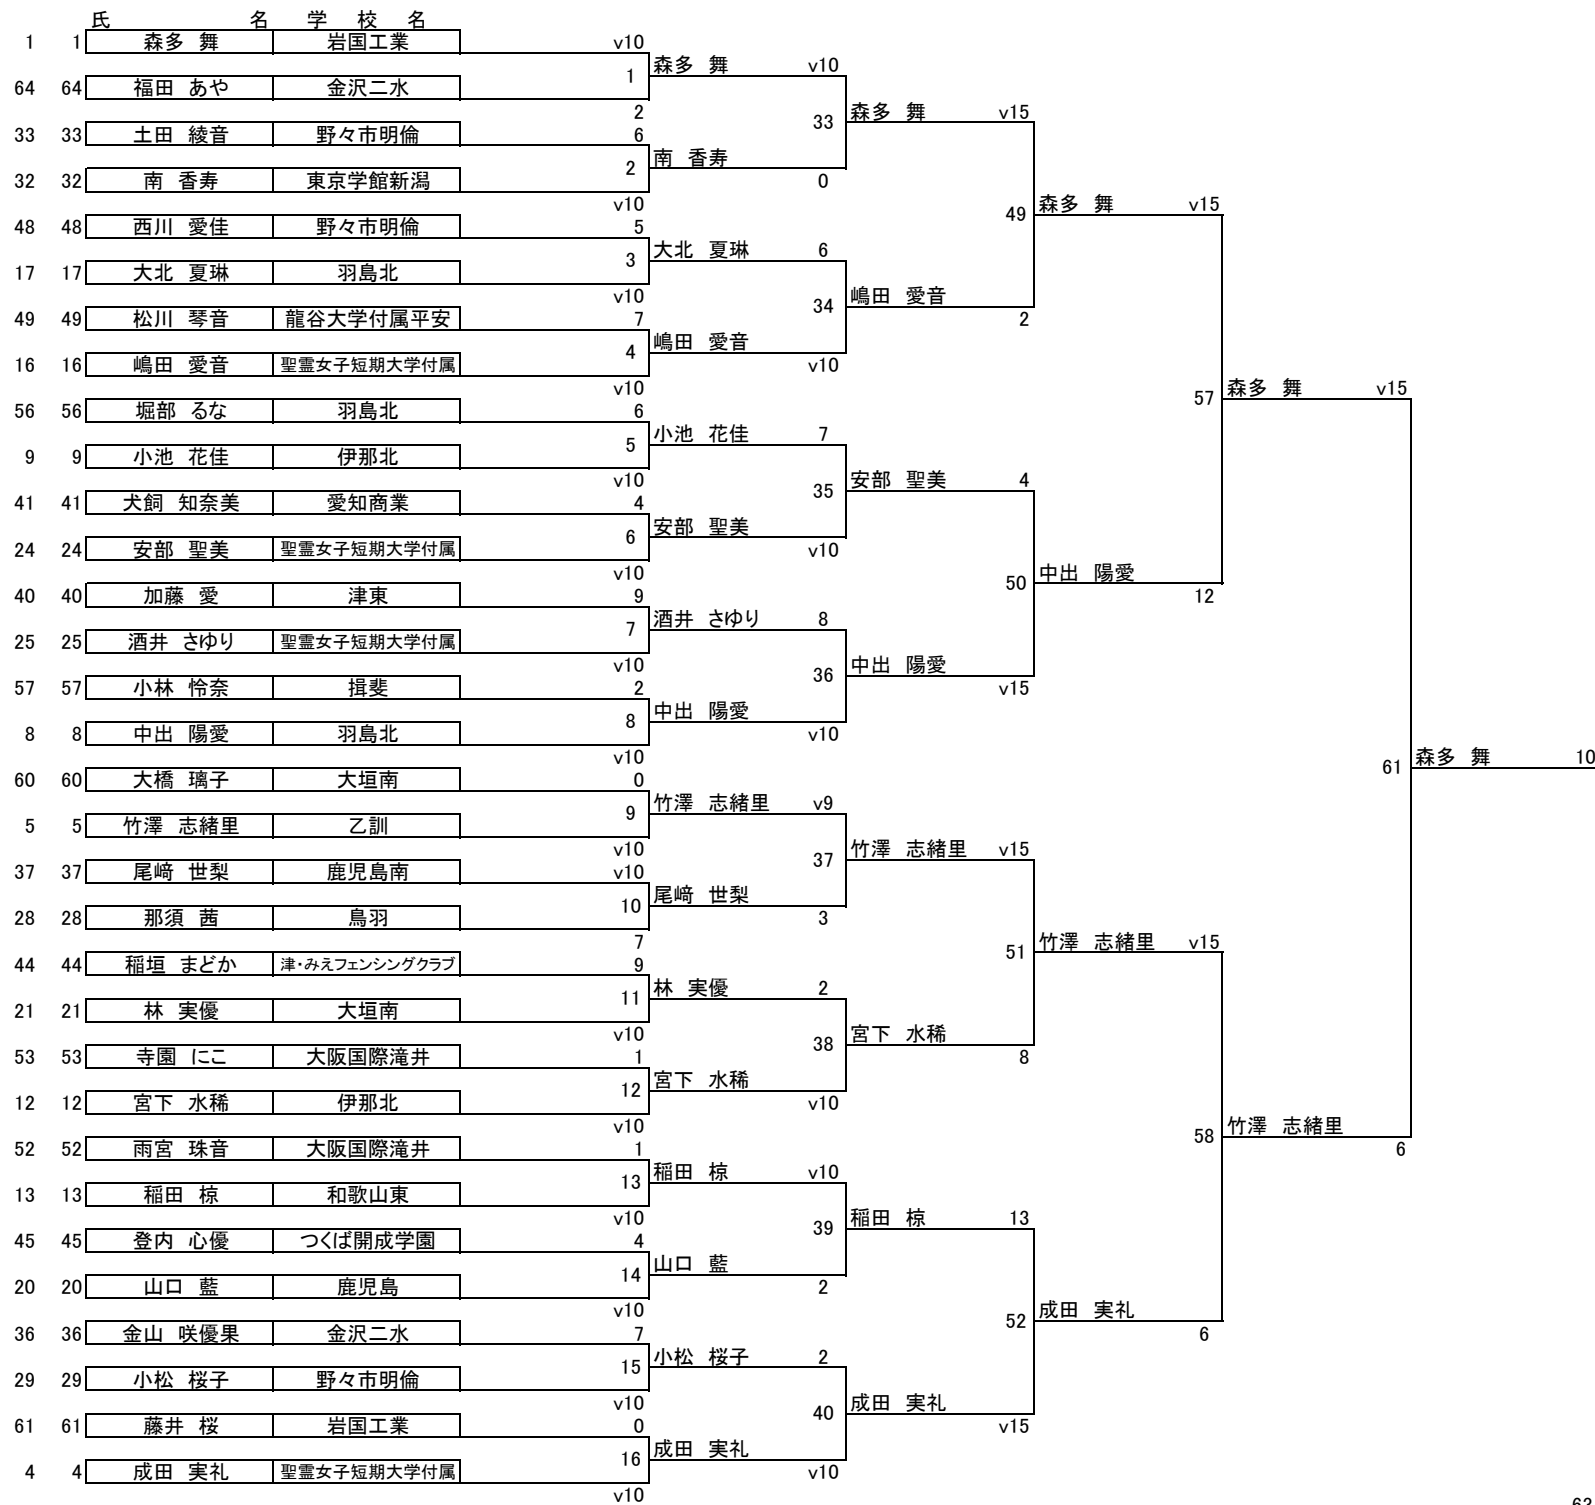 氏　名　学　校　名
1 1 森多 舞 岩国工業 v10
1 森多 舞 v10
64 64 福田 あや 金沢二水
2
33 森多 舞 v15
33 33 土田 綾音 野々市明倫 6
2 南 香寿
0
32 32 南 香寿 東京学館新潟
v10
49 森多 舞 v15
48 48 西川 愛佳 野々市明倫 5
3 大北 夏琳 6
17 17 大北 夏琳 羽島北
v10
34 嶋田 愛音
2
49 49 松川 琴音 龍谷大学付属平安 7
4 嶋田 愛音
v10
16 16 嶋田 愛音 聖霊女子短期大学付属
v10
57 森多 舞 v15
56 56 堀部 るな 羽島北 6
5 小池 花佳 7
9 9 小池 花佳 伊那北
v10
35 安部 聖美 4
41 41 犬飼 知奈美 愛知商業 4
6 安部 聖美
v10
24 24 安部 聖美 聖霊女子短期大学付属
v10
50 中出 陽愛
12
40 40 加藤 愛 津東 9
7 酒井 さゆり 8
25 25 酒井 さゆり 聖霊女子短期大学付属
v10
36 中出 陽愛
v15
57 57 小林 怜奈 揖斐 2
8 中出 陽愛
v10
8 8 中出 陽愛 羽島北
v10
61 森多 舞 10
60 60 大橋 璃子 大垣南 0
9 竹澤 志緒里 v9
5 5 竹澤 志緒里 乙訓
v10
37 竹澤 志緒里 v15
37 37 尾﨑 世梨 鹿児島南 v10
10 尾﨑 世梨
3
28 28 那須 茜 鳥羽
7
51 竹澤 志緒里 v15
44 44 稲垣 まどか 津・みえフェンシングクラブ 9
11 林 実優 2
21 21 林 実優 大垣南
v10
38 宮下 水稀
8
53 53 寺園 にこ 大阪国際滝井 1
12 宮下 水稀
v10
12 12 宮下 水稀 伊那北
v10
58 竹澤 志緒里
6
52 52 雨宮 珠音 大阪国際滝井 1
13 稲田 椋 v10
13 13 稲田 椋 和歌山東
v10
39 稲田 椋 13
45 45 登内 心優 つくば開成学園 4
14 山口 藍
2
20 20 山口 藍 鹿児島
v10
52 成田 実礼
6
36 36 金山 咲優果 金沢二水 7
15 小松 桜子 2
29 29 小松 桜子 野々市明倫
v10
40 成田 実礼
v15
61 61 藤井 桜 岩国工業 0
16 成田 実礼
v10
4 4 成田 実礼 聖霊女子短期大学付属
v10
63